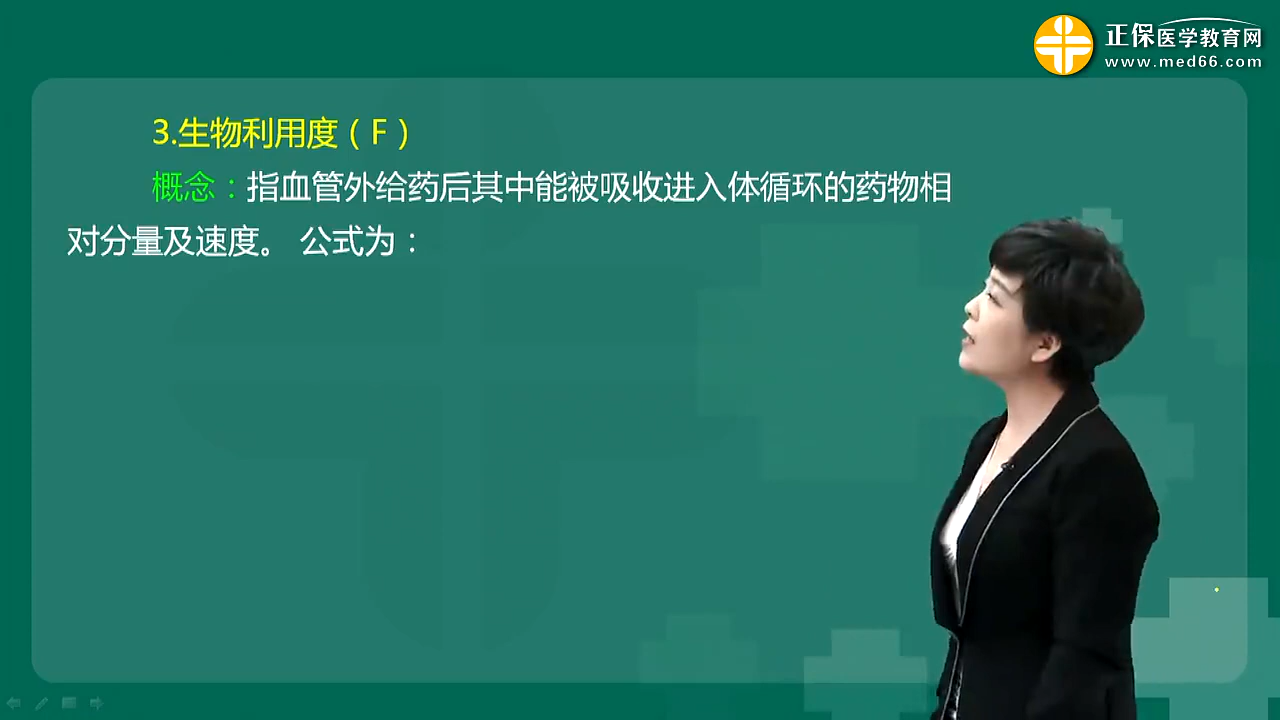 正保医学教育网
www.med66.com
3.生物利用度（F）
概念：指血管外给药后其中能被吸收进入体循环的药物相
对分量及速度。 公式为：